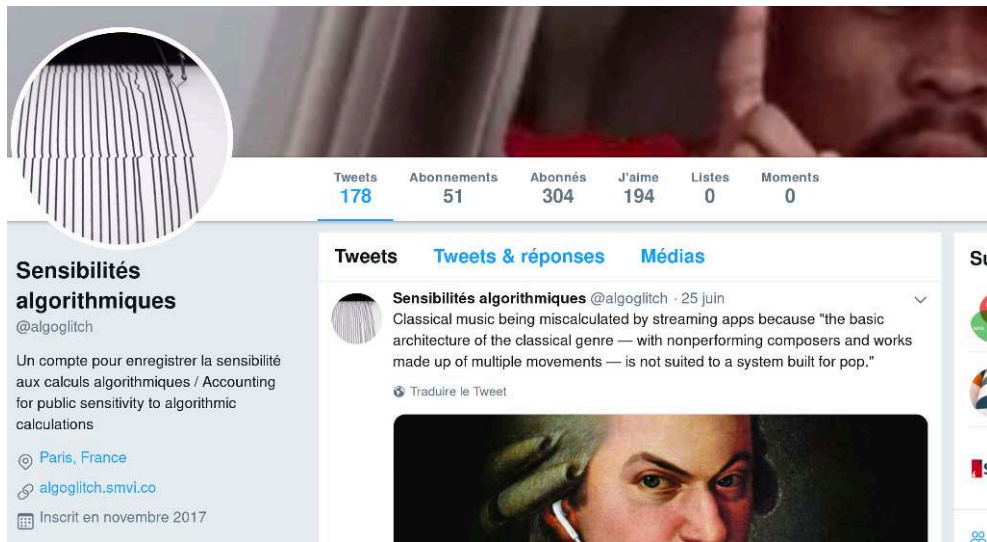 Tweets
178
Abonnements
51
Abonnés
304
J'aime
194
Listes
0
Moments
0
Sensibilités
algorithmiques
@algoglitch
Un compte pour enregistrer la sensibilité
aux calculs algorithmiques / Accounting
for public sensitivity to algorithmic
calculations
Paris, France
algoglitch.smvi.co
Inscrit en novembre 2017
Tweets Tweets & réponses Médias
Sensibilités algorithmiques @algoglitch · 25 juin
Classical music being miscalculated by streaming apps because "the basic
architecture of the classical genre — with nonperforming composers and works
made up of multiple movements — is not suited to a system built for pop."
Traduire le Tweet